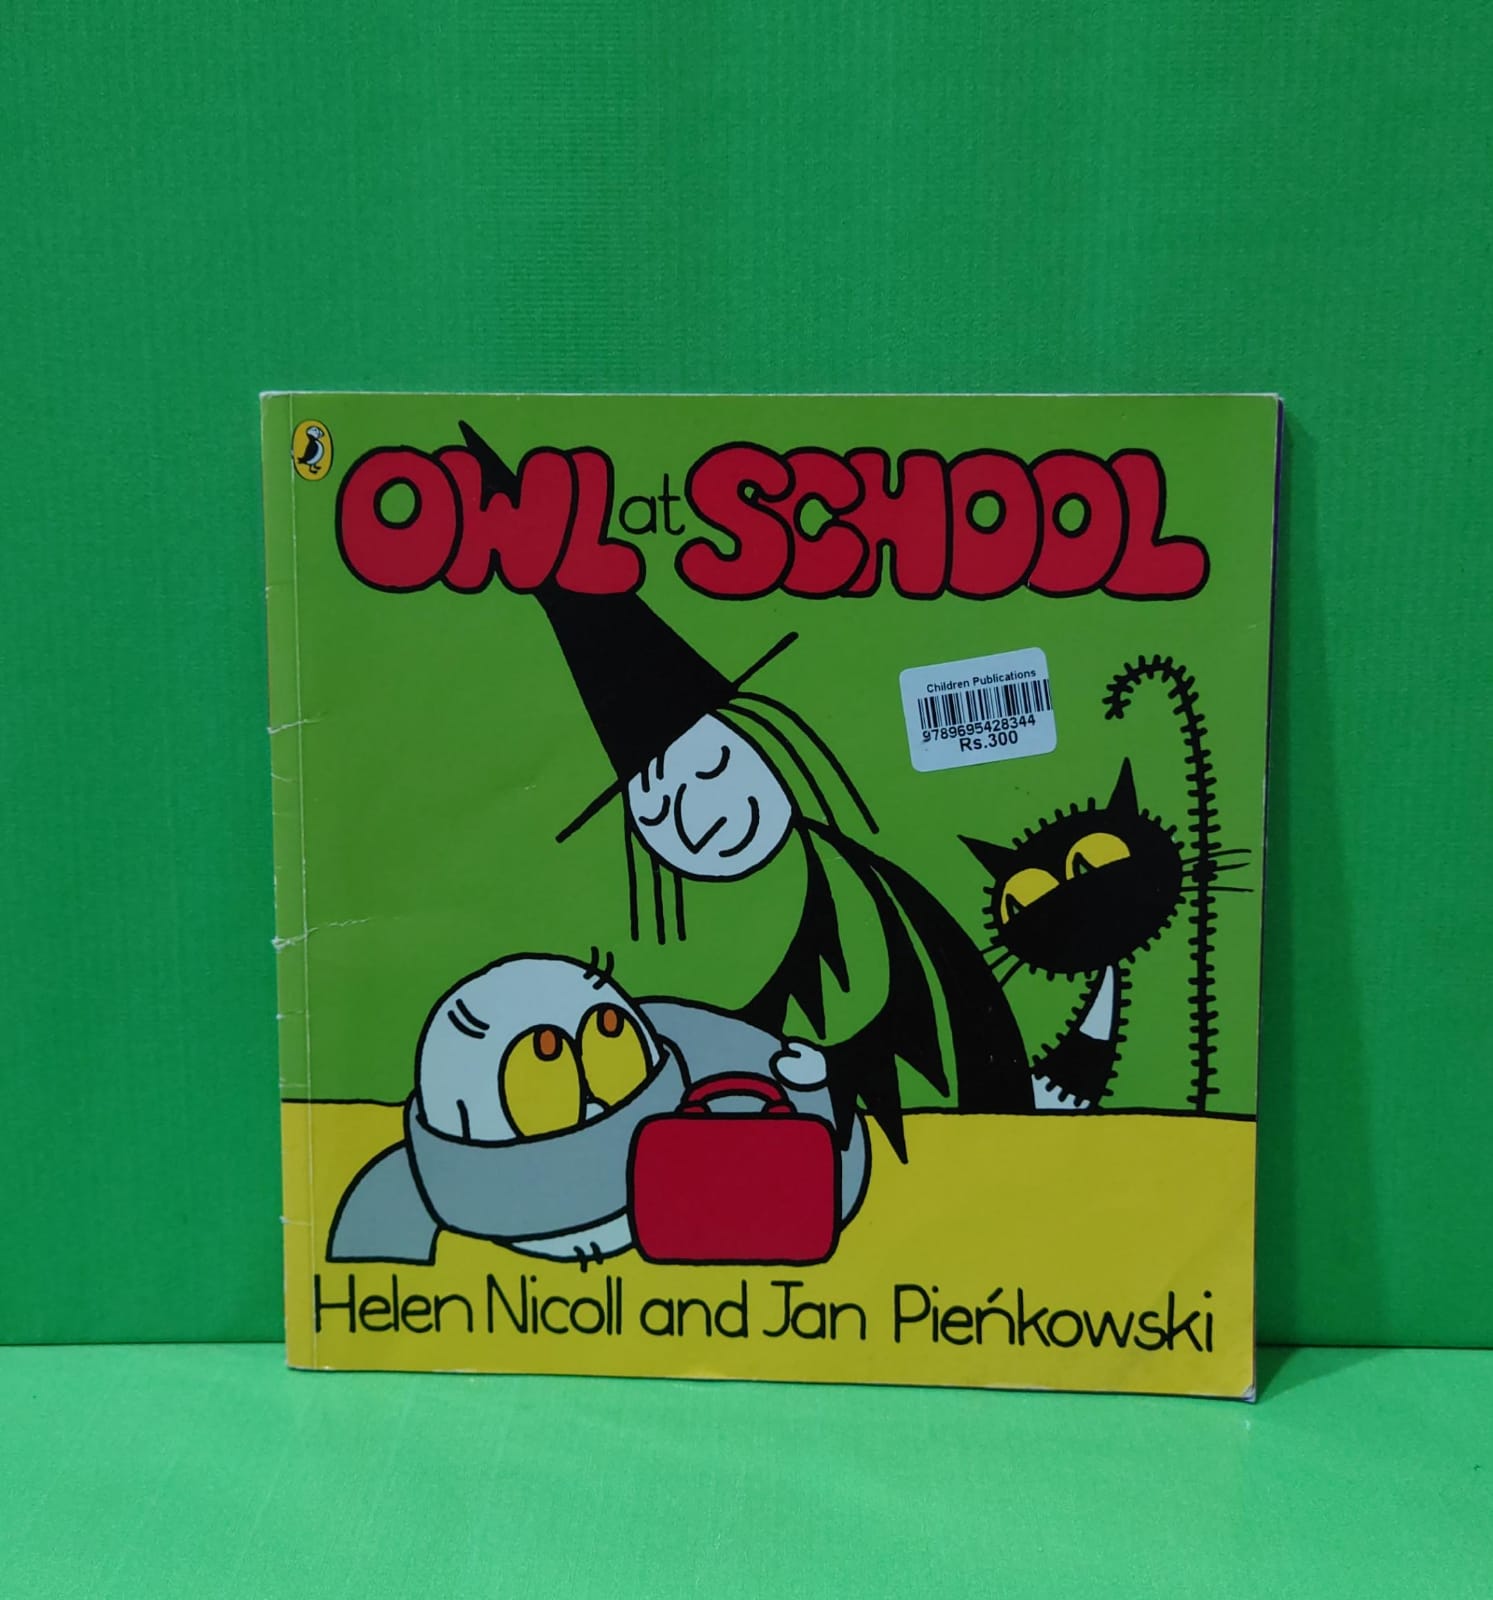 OWL at SCHOOL
Children Publications
9789695428344
Rs.300
Helen Nicoll and Jan Pieńkowski